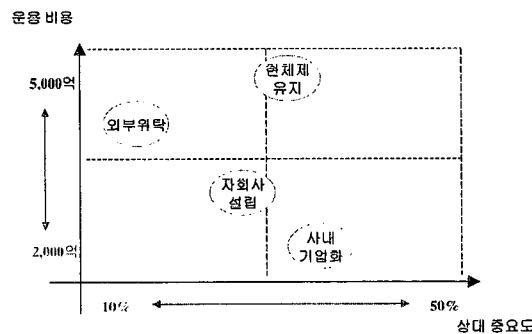 운용 비용
5,000억
현체제
유지
외부위탁
자회사
설립
사내
기업화
2,000억
10%
50%
상대 중요도